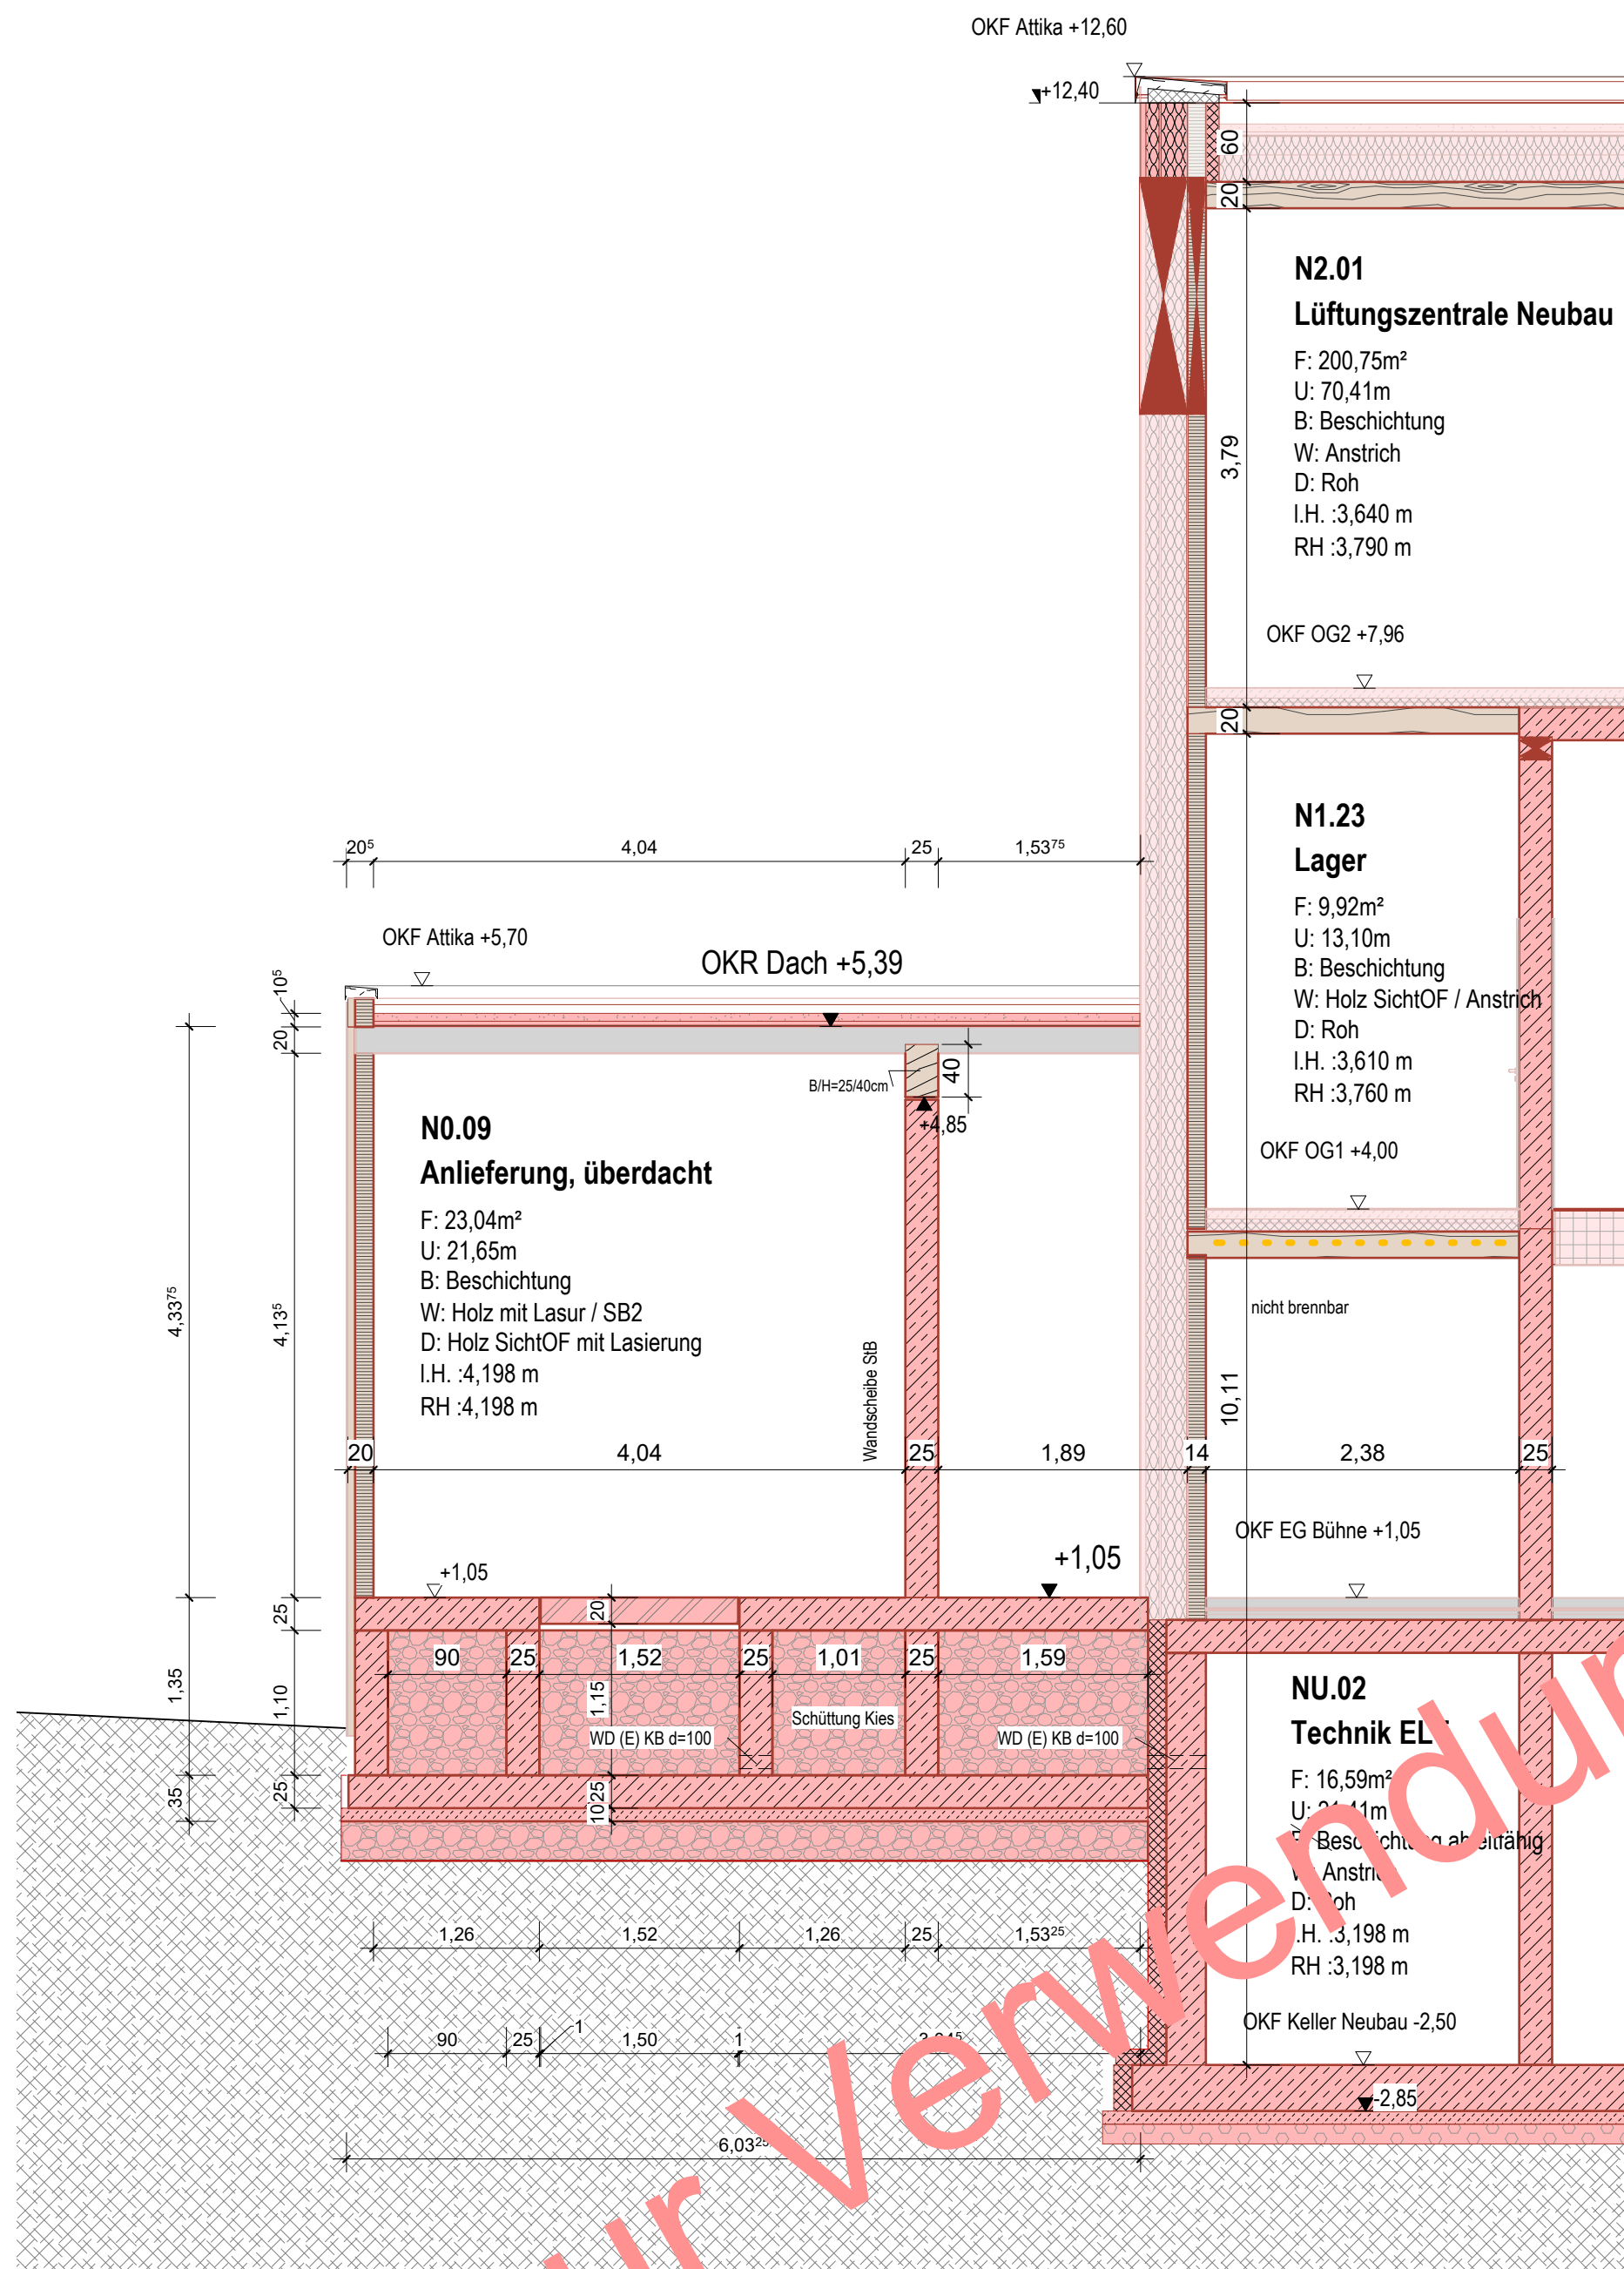 OKF Attika +12,60
+12,40
60
20
N2.01
Lüftungszentrale Neubau
F: 200,75m²
U: 70,41m
B: Beschichtung
W: Anstrich
D: Roh
I.H. :3,640 m
RH :3,790 m
3,79
OKF OG2 +7,96
20
N1.23
Lager
F: 9,92m²
U: 13,10m
B: Beschichtung
W: Holz SichtOF / Anstrich
D: Roh
I.H. :3,610 m
RH :3,760 m
20⁵ 4,04 25 1,53⁷⁵
OKF Attika +5,70
OKR Dach +5,39
10⁵
20
40
B/H=25/40cm
+4,85
OKF OG1 +4,00
N0.09
Anlieferung, überdacht
F: 23,04m²
U: 21,65m
B: Beschichtung
W: Holz mit Lasur / SB2
D: Holz SichtOF mit Lasierung
I.H. :4,198 m
RH :4,198 m
4,33⁷⁵
4,13⁵
nicht brennbar
Wandscheibe StB
10,11
20 4,04 25 1,89 14 2,38 25
OKF EG Bühne +1,05
+1,05
+1,05
25
20
90 25 1,52 25 1,01 25 1,59
1,35
1,10
1,15
Schüttung Kies
WD (E) KB d=100
WD (E) KB d=100
35
25
25
10
NU.02
Technik
F: 16,59m²
D:
RH :3,198 m
1,26 1,52 1,26 25 1,53²⁵
OKF Keller Neubau -2,50
90 25 1 1,50 1
-2,85
6,03²⁵
Verwendun